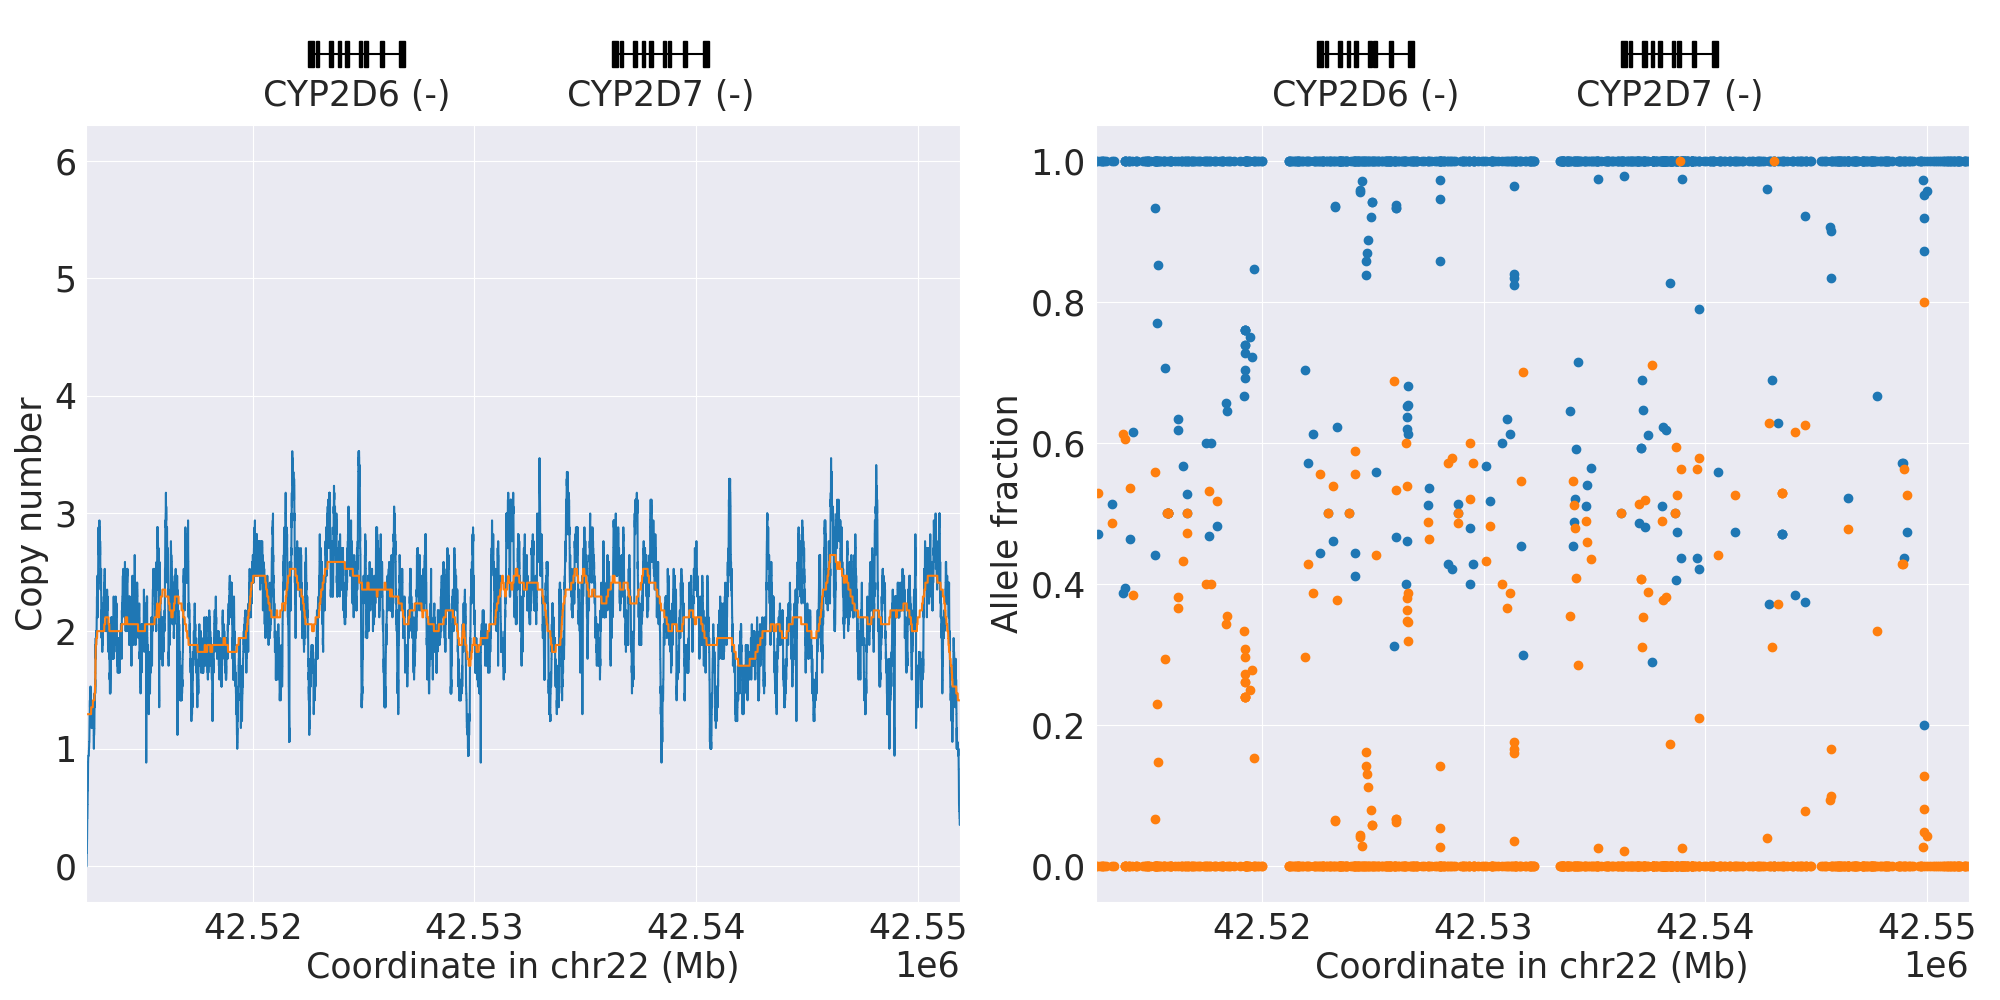 CYP2D6 (-) CYP2D7 (-)
Copy number
6
5
4
3
2
1
0
42.52 42.53 42.54 42.55
Coordinate in chr22 (Mb) 1e6
CYP2D6 (-) CYP2D7 (-)
Allele fraction
1.0
0.8
0.6
0.4
0.2
0.0
42.52 42.53 42.54 42.55
Coordinate in chr22 (Mb) 1e6